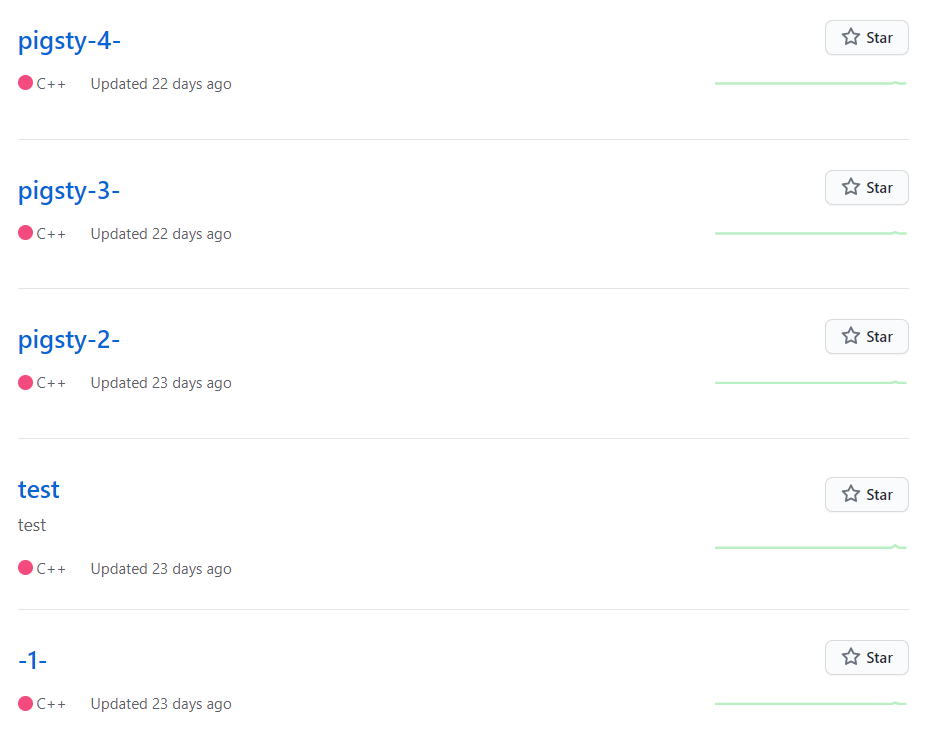 pigsty-4-
Star
C++ Updated 22 days ago
pigsty-3-
Star
C++ Updated 22 days ago
pigsty-2-
Star
C++ Updated 23 days ago
test
Star
test
C++ Updated 23 days ago
-1-
Star
C++ Updated 23 days ago